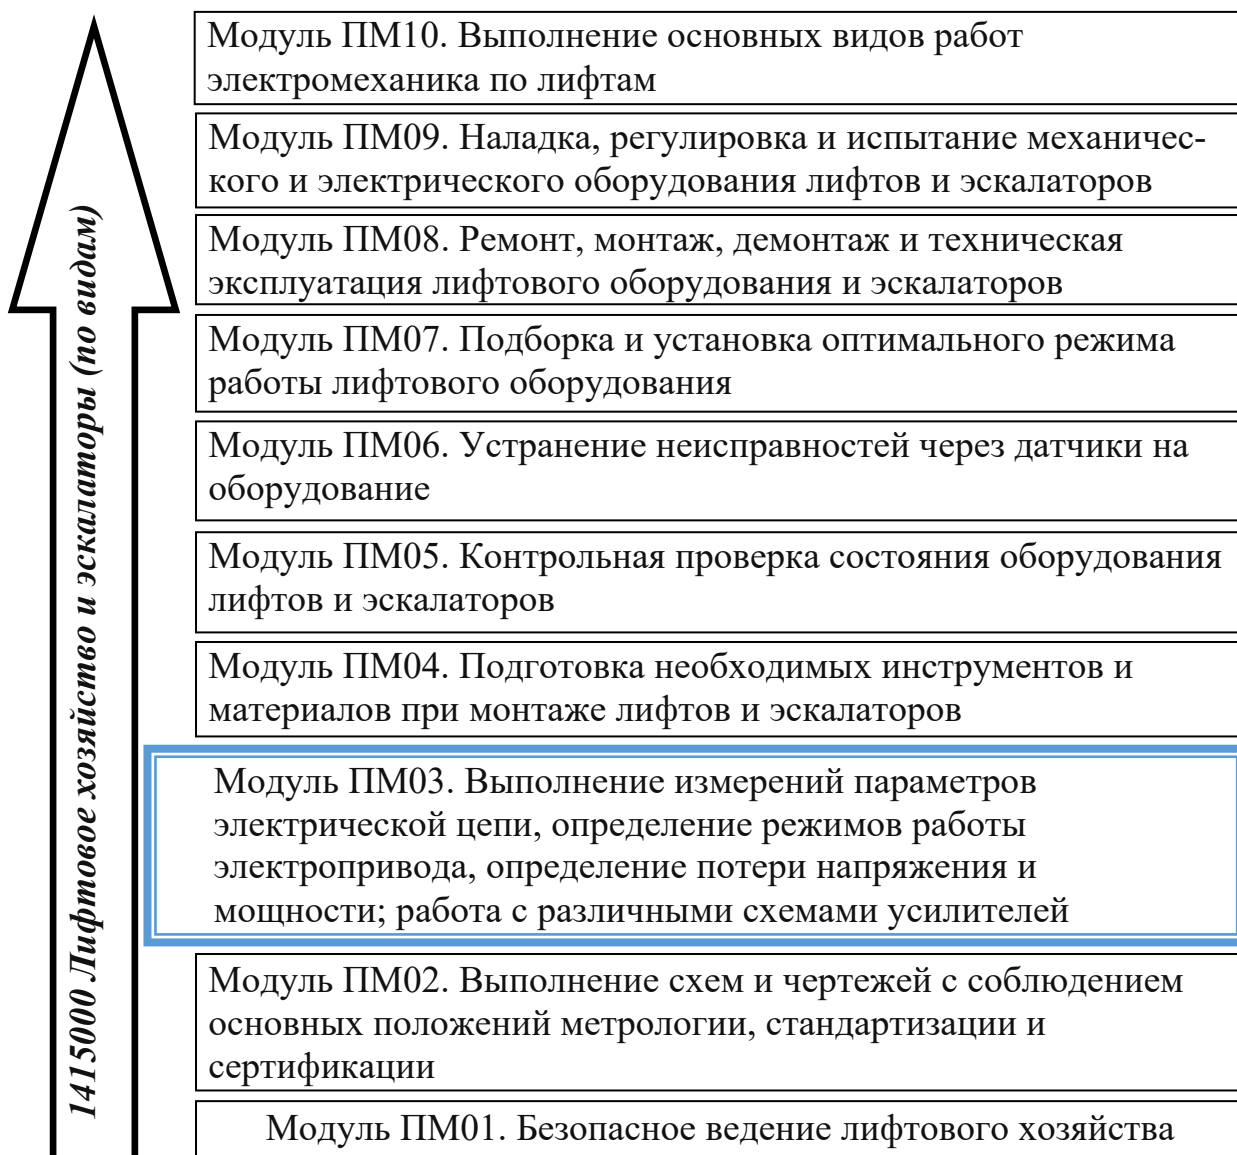 Модуль ПМ10. Выполнение основных видов работ
электромеханика по лифтам
Модуль ПМ09. Наладка, регулировка и испытание механичес-
кого и электрического оборудования лифтов и эскалаторов
Модуль ПМ08. Ремонт, монтаж, демонтаж и техническая
эксплуатация лифтового оборудования и эскалаторов
Модуль ПМ07. Подборка и установка оптимального режима
работы лифтового оборудования
Модуль ПМ06. Устранение неисправностей через датчики на
оборудование
Модуль ПМ05. Контрольная проверка состояния оборудования
лифтов и эскалаторов
Модуль ПМ04. Подготовка необходимых инструментов и
материалов при монтаже лифтов и эскалаторов
Модуль ПМ03. Выполнение измерений параметров
электрической цепи, определение режимов работы
электропривода, определение потери напряжения и
мощности; работа с различными схемами усилителей
Модуль ПМ02. Выполнение схем и чертежей с соблюдением
основных положений метрологии, стандартизации и
сертификации
Модуль ПМ01. Безопасное ведение лифтового хозяйства
1415000 Лифтовое хозяйство и эскалаторы (по видам)